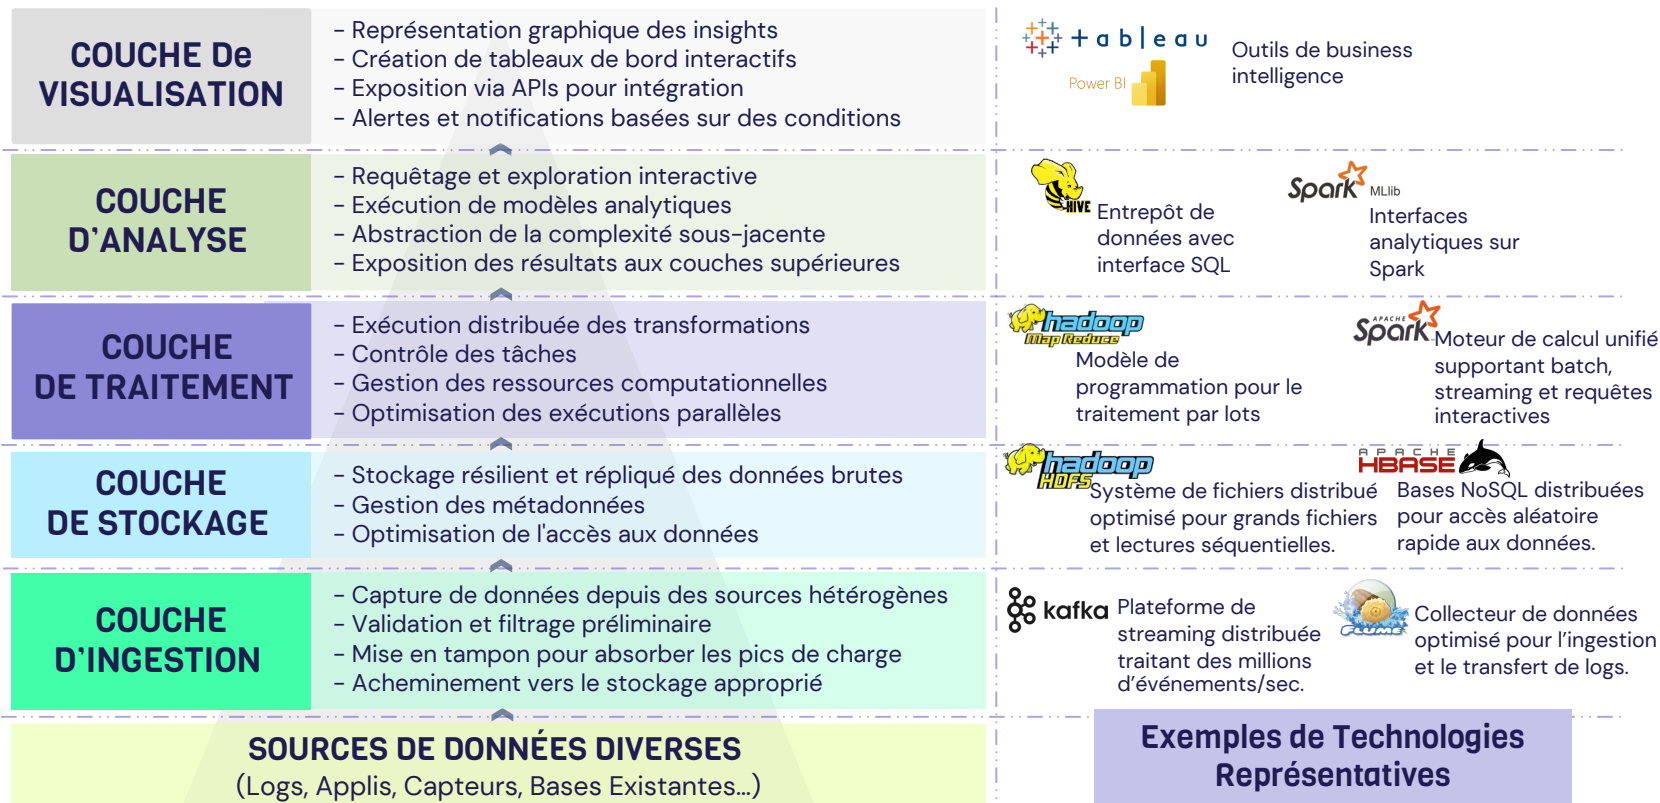 COUCHE De
VISUALISATION
- Représentation graphique des insights
- Création de tableaux de bord interactifs
- Exposition via APIs pour intégration
- Alertes et notifications basées sur des conditions
+ableau
Power BI
Outils de business
intelligence
COUCHE
D'ANALYSE
- Requêtage et exploration interactive
- Exécution de modèles analytiques
- Abstraction de la complexité sous-jacente
- Exposition des résultats aux couches supérieures
HIVE
Entrepôt de
données avec
interface SQL
Spark MLlib
Interfaces
analytiques sur
Spark
COUCHE
DE TRAITEMENT
- Exécution distribuée des transformations
- Contrôle des tâches
- Gestion des ressources computationnelles
- Optimisation des exécutions parallèles
hadoop
Map Reduce
Modèle de
programmation pour le
traitement par lots
APACHE
Spark
Moteur de calcul unifié
supportant batch,
streaming et requêtes
interactives
COUCHE
DE STOCKAGE
- Stockage résilient et répliqué des données brutes
- Gestion des métadonnées
- Optimisation de l'accès aux données
hadoop
HDFS
Système de fichiers distribué
optimisé pour grands fichiers
et lectures séquentielles.
APACHE
HBASE
Bases NoSQL distribuées
pour accès aléatoire
rapide aux données.
COUCHE
D'INGESTION
- Capture de données depuis des sources hétérogènes
- Validation et filtrage préliminaire
- Mise en tampon pour absorber les pics de charge
- Acheminement vers le stockage approprié
kafka
Plateforme de
streaming distribuée
traitant des millions
d'événements/sec.
FLUME
Collecteur de données
optimisé pour l'ingestion
et le transfert de logs.
SOURCES DE DONNÉES DIVERSES
(Logs, Applis, Capteurs, Bases Existantes...)
Exemples de Technologies
Représentatives